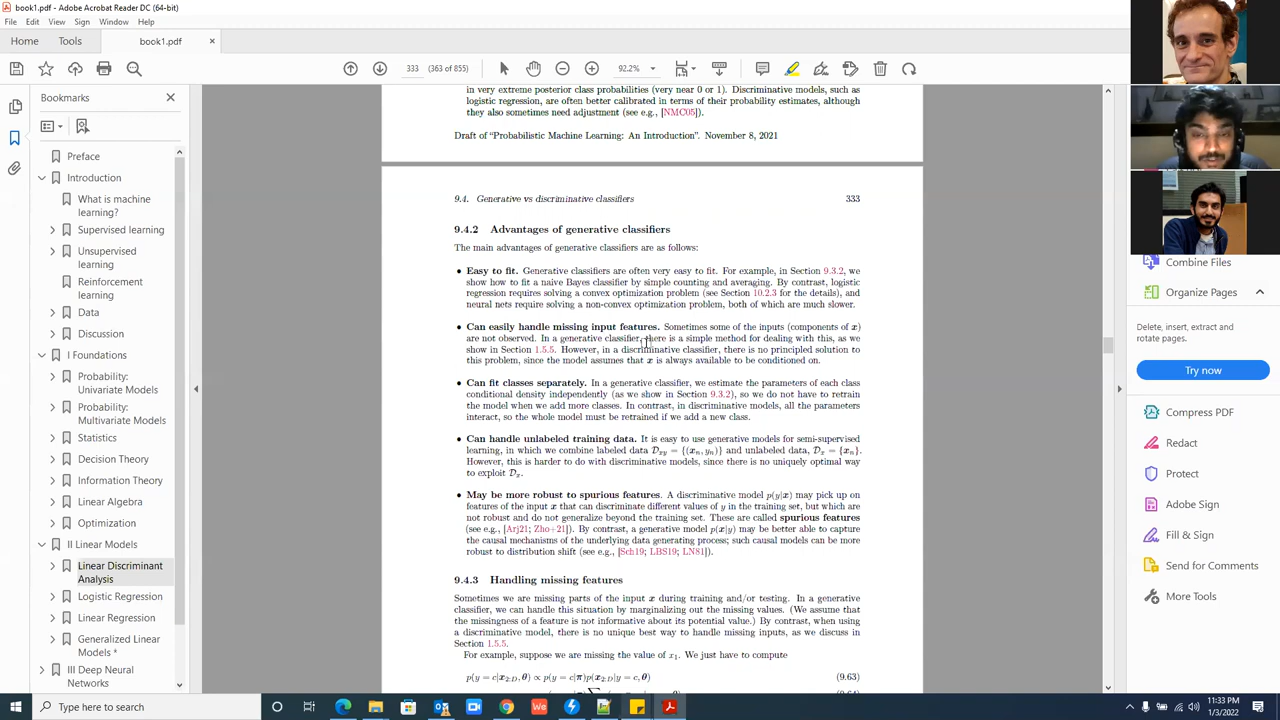 book1.pdf - Adobe Acrobat Reader DC (64-bit)
File Edit View Sign Window Help
Home Tools book1.pdf ×
333 (363 of 855) 92.2%
Bookmarks
Preface
Introduction
What is machine
learning?
Supervised learning
Unsupervised
learning
Reinforcement
learning
Data
Discussion
I Foundations
Probability:
Univariate Models
Probability:
Multivariate Models
Statistics
Decision Theory
Information Theory
Linear Algebra
Optimization
II Linear Models
Linear Discriminant
Analysis
Logistic Regression
Linear Regression
Generalized Linear
Models *
III Deep Neural
Networks
in very extreme posterior class probabilities (very near 0 or 1). Discriminative models, such as
logistic regression, are often better calibrated in terms of their probability estimates, although
they also sometimes need adjustment (see e.g., [NMC05]).
Draft of “Probabilistic Machine Learning: An Introduction”. November 8, 2021
9.4. Generative vs discriminative classifiers 333
9.4.2 Advantages of generative classifiers
The main advantages of generative classifiers are as follows:
• Easy to fit. Generative classifiers are often very easy to fit. For example, in Section 9.3.2, we
show how to fit a naive Bayes classifier by simple counting and averaging. By contrast, logistic
regression requires solving a convex optimization problem (see Section 10.2.3 for the details), and
neural nets require solving a non-convex optimization problem, both of which are much slower.
• Can easily handle missing input features. Sometimes some of the inputs (components of x)
are not observed. In a generative classifier, there is a simple method for dealing with this, as we
show in Section 1.5.5. However, in a discriminative classifier, there is no principled solution to
this problem, since the model assumes that x is always available to be conditioned on.
• Can fit classes separately. In a generative classifier, we estimate the parameters of each class
conditional density independently (as we show in Section 9.3.2), so we do not have to retrain
the model when we add more classes. In contrast, in discriminative models, all the parameters
interact, so the whole model must be retrained if we add a new class.
• Can handle unlabeled training data. It is easy to use generative models for semi-supervised
learning, in which we combine labeled data Dxy = {(xn, yn)} and unlabeled data, Dx = {xn}.
However, this is harder to do with discriminative models, since there is no uniquely optimal way
to exploit Dx.
• May be more robust to spurious features. A discriminative model p(y|x) may pick up on
features of the input x that can discriminate different values of y in the training set, but which are
not robust and do not generalize beyond the training set. These are called spurious features
(see e.g., [Arj21; Zho+21]). By contrast, a generative model p(x|y) may be better able to capture
the causal mechanisms of the underlying data generating process; such causal models can be more
robust to distribution shift (see e.g., [Sch19; LBS19; LN81]).
9.4.3 Handling missing features
Sometimes we are missing parts of the input x during training and/or testing. In a generative
classifier, we can handle this situation by marginalizing out the missing values. (We assume that
the missingness of a feature is not informative about its potential value.) By contrast, when using
a discriminative model, there is no unique best way to handle missing inputs, as we discuss in
Section 1.5.5.
For example, suppose we are missing the value of x1. We just have to compute
p(y = c|x2:D, θ) ∝ p(y = c|π)p(x2:D|y = c, θ) (9.63)
Combine Files
Organize Pages
Delete, insert, extract and
rotate pages.
Try now
Compress PDF
Redact
Protect
Adobe Sign
Fill & Sign
Send for Comments
More Tools
Type here to search
11:33 PM
1/3/2022